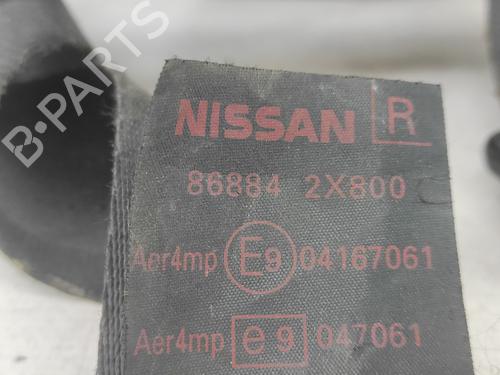 B-PARTS
NISSAN R
86884 2X800
Aer4mp E9 04167061
Aer4mp e9 047061